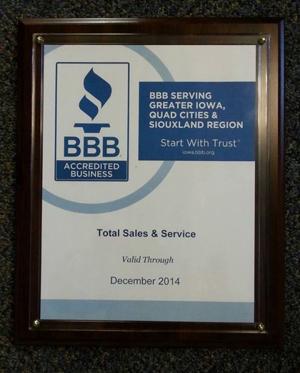 BBB
ACCREDITED
BUSINESS
BBB SERVING
GREATER IOWA,
QUAD CITIES &
SIOUXLAND REGION
Start With Trust®
iowa.bbb.org
Total Sales & Service
Valid Through
December 2014